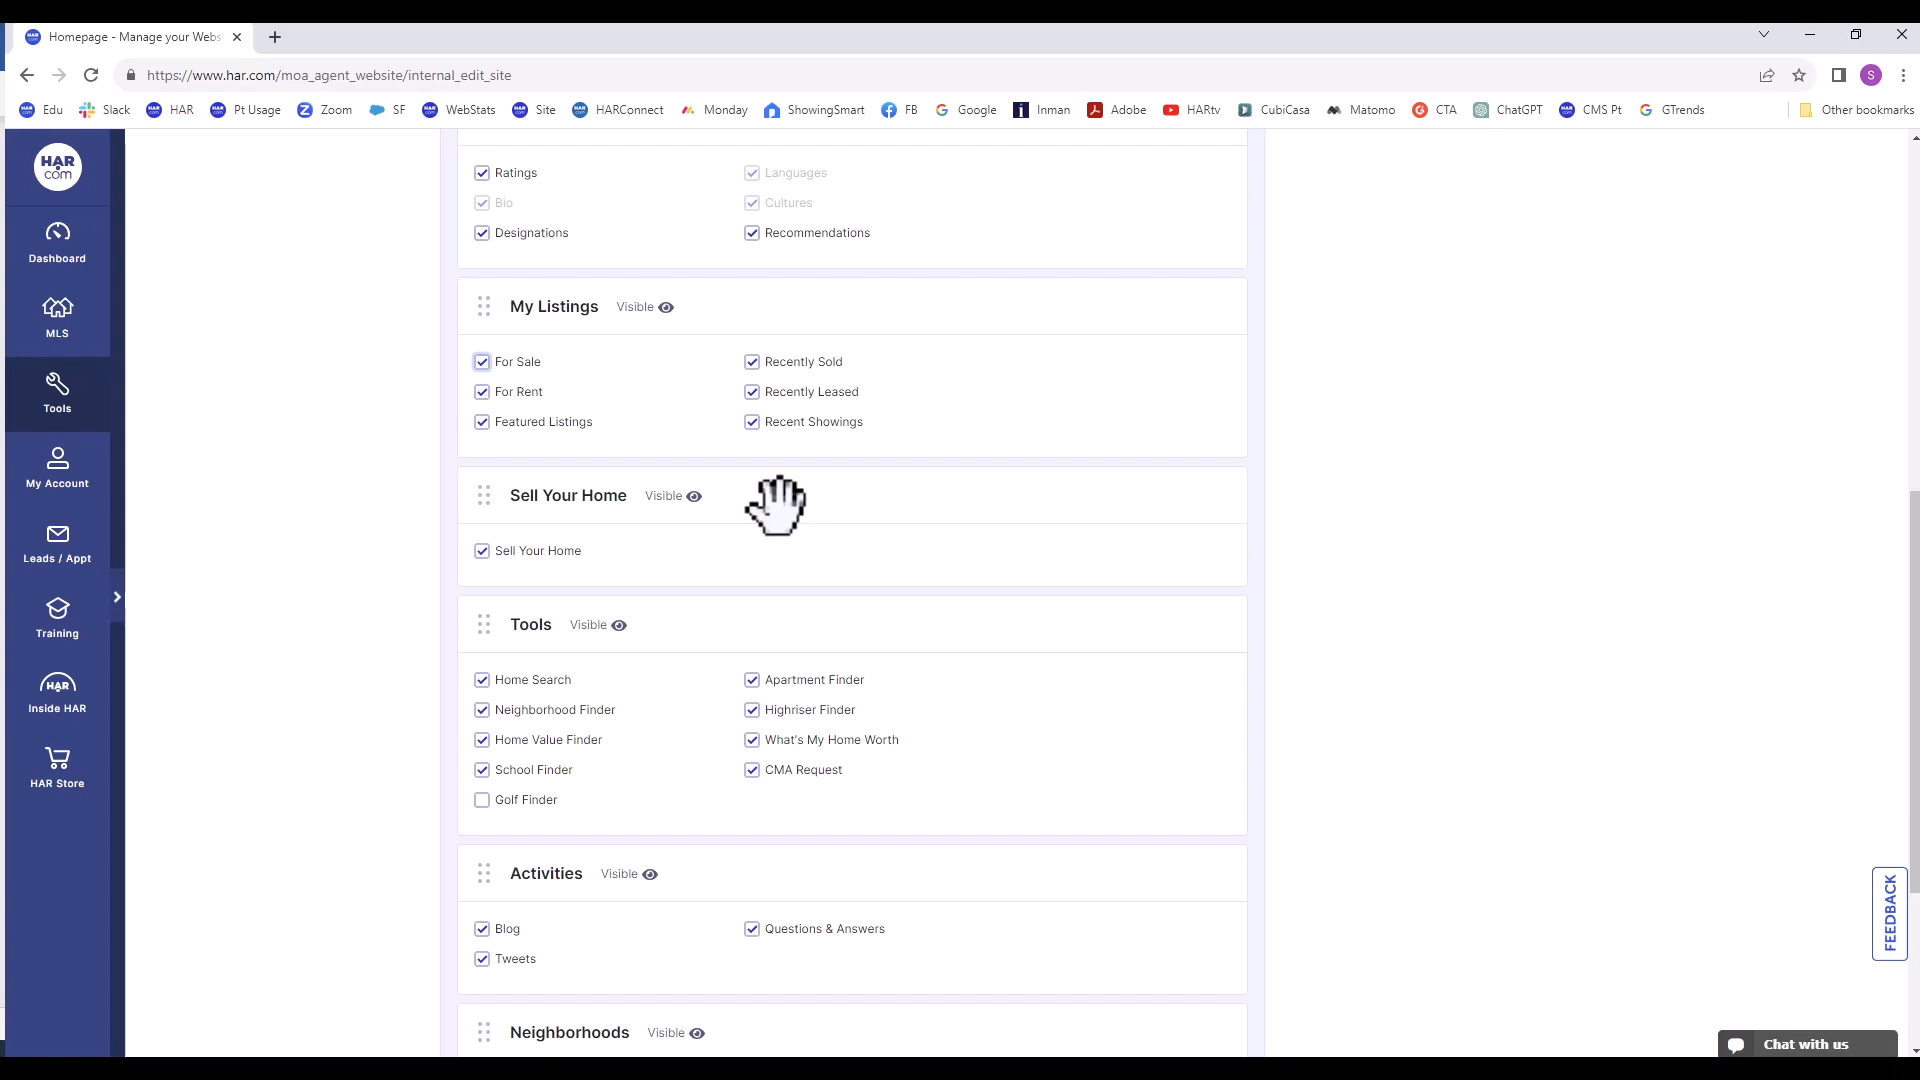 Homepage - Manage your Webs
https://www.har.com/moa_agent_website/internal_edit_site
S
Edu Slack HAR Pt Usage Zoom SF WebStats Site HARConnect Monday ShowingSmart FB Google Inman Adobe HARtv CubiCasa Matomo CTA ChatGPT CMS Pt GTrends Other bookmarks
HAR
com
Dashboard
MLS
Tools
My Account
Leads / Appt
Training
HAR
Inside HAR
HAR Store
Ratings Languages
Bio Cultures
Designations Recommendations
My Listings Visible
For Sale Recently Sold
For Rent Recently Leased
Featured Listings Recent Showings
Sell Your Home Visible
Sell Your Home
Tools Visible
Home Search Apartment Finder
Neighborhood Finder Highriser Finder
Home Value Finder What's My Home Worth
School Finder CMA Request
Golf Finder
Activities Visible
Blog Questions & Answers
Tweets
Neighborhoods Visible
FEEDBACK
Chat with us